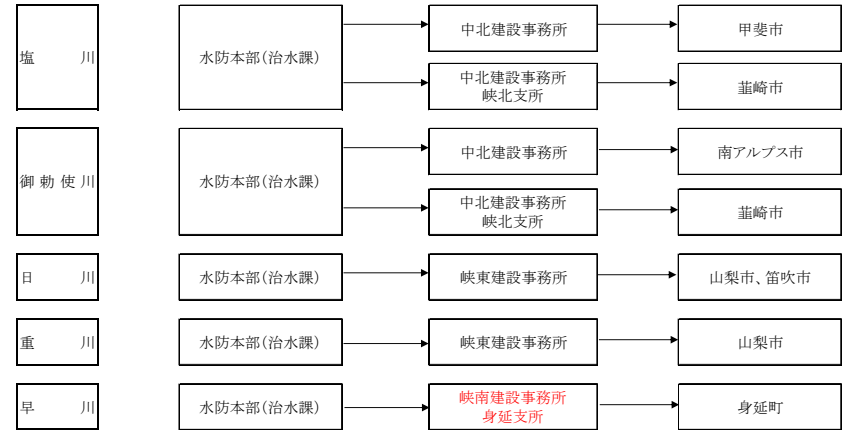 塩　川
水防本部(治水課)
中北建設事務所
甲斐市
中北建設事務所
峡北支所
韮崎市
御勅使川
水防本部(治水課)
中北建設事務所
南アルプス市
中北建設事務所
峡北支所
韮崎市
日　川
水防本部(治水課)
峡東建設事務所
山梨市、笛吹市
重　川
水防本部(治水課)
峡東建設事務所
山梨市
早　川
水防本部(治水課)
峡南建設事務所
身延支所
身延町